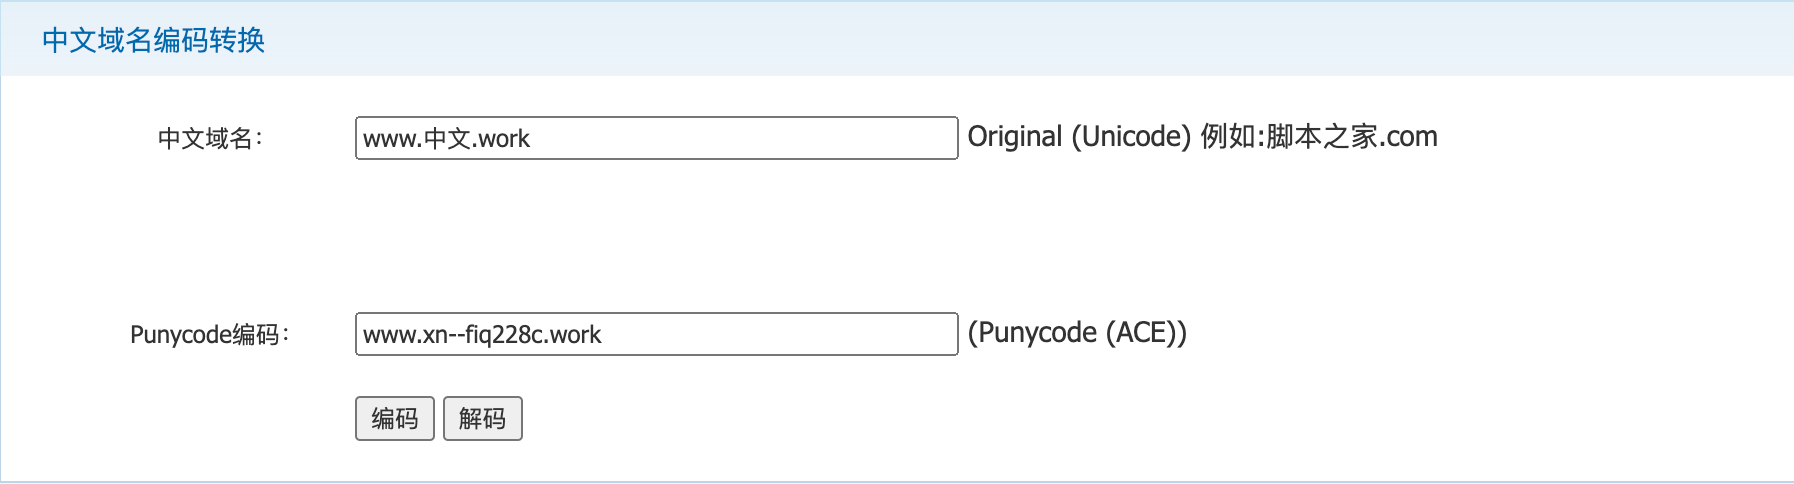 中文域名编码转换
中文域名： www.中文.work Original (Unicode) 例如:脚本之家.com
Punycode编码： www.xn--fiq228c.work (Punycode (ACE))
编码 解码